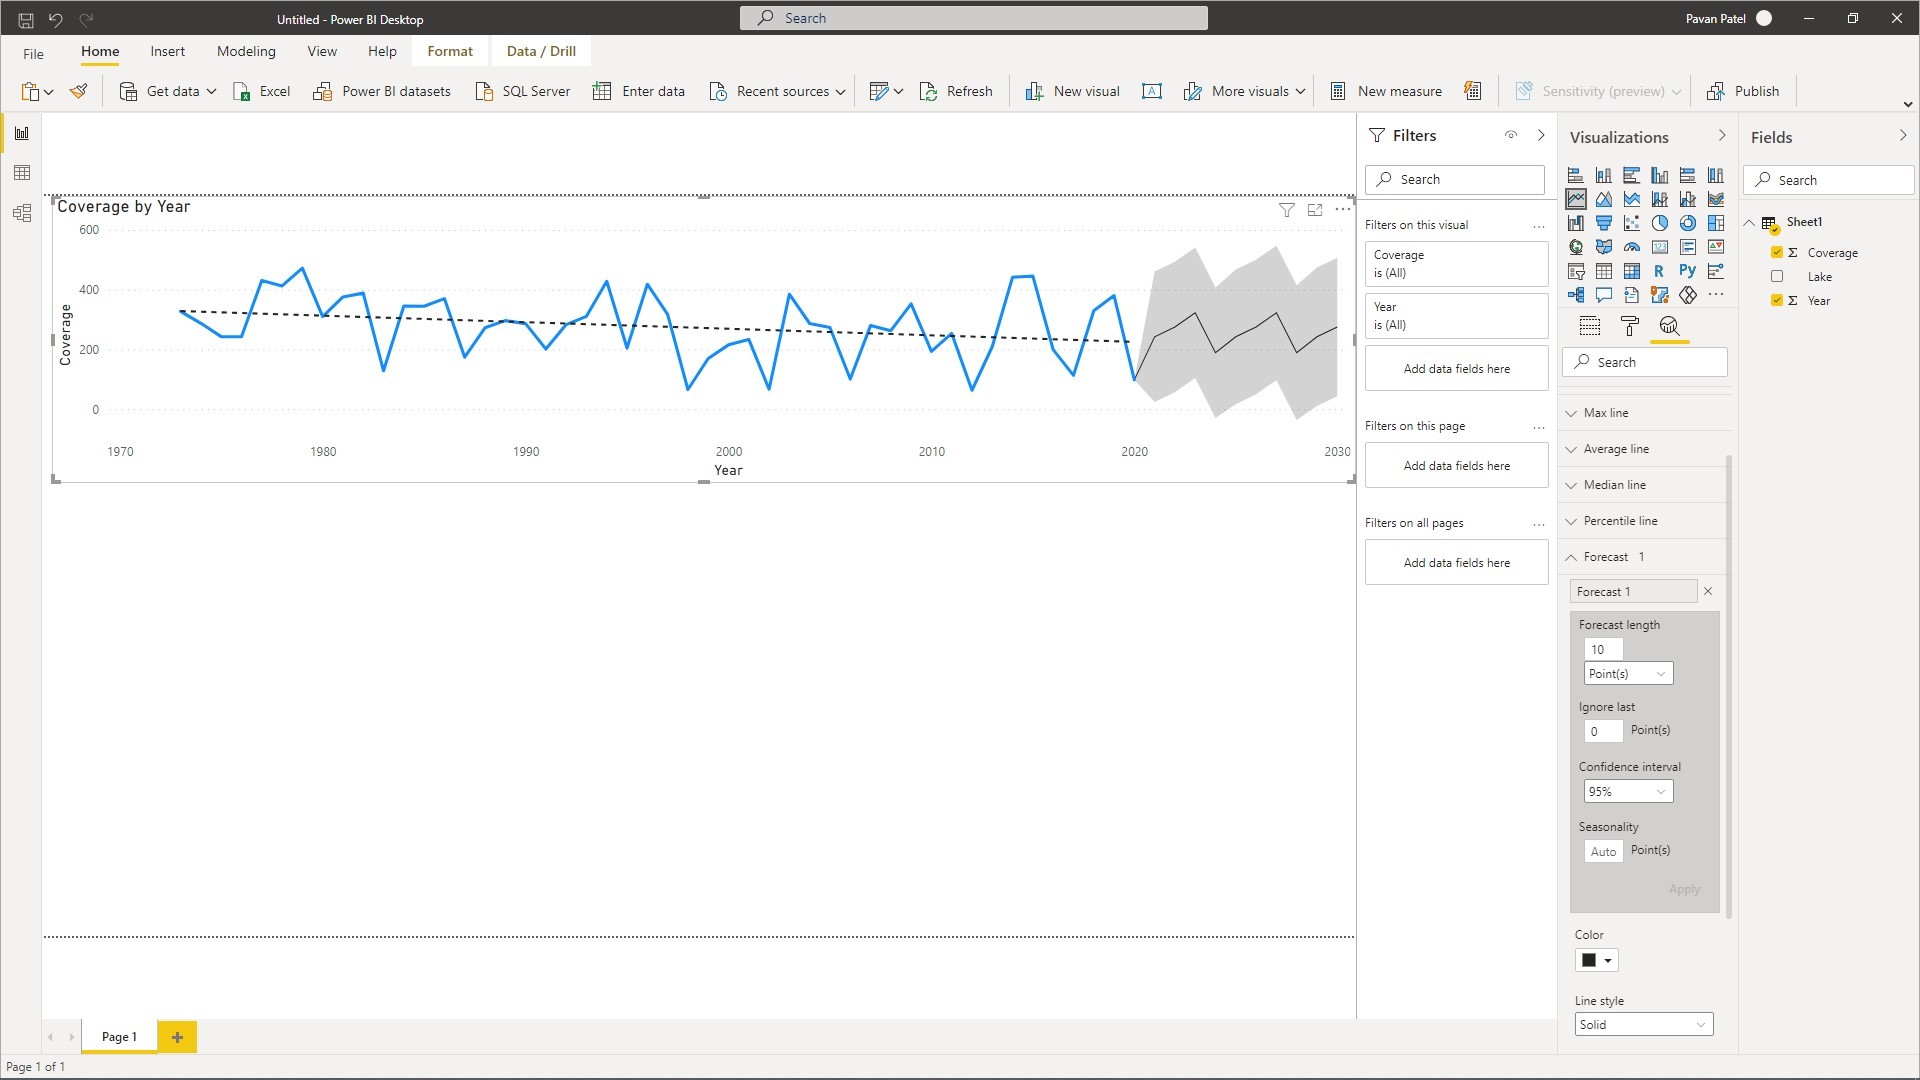 Untitled - Power BI Desktop
Search
Pavan Patel
File
Home
Insert
Modeling
View
Help
Format
Data / Drill
Get data
Excel
Power BI datasets
SQL Server
Enter data
Recent sources
Refresh
New visual
More visuals
New measure
Sensitivity (preview)
Publish
Coverage by Year
600
400
200
0
Coverage
1970
1980
1990
2000
2010
2020
2030
Year
Filters
Search
Filters on this visual
...
Coverage
is (All)
Year
is (All)
Add data fields here
Filters on this page
...
Add data fields here
Filters on all pages
...
Add data fields here
Visualizations
123
R
Py
...
Search
Max line
Average line
Median line
Percentile line
Forecast 1
Forecast 1
Forecast length
10
Point(s)
Ignore last
0 Point(s)
Confidence interval
95%
Seasonality
Auto Point(s)
Apply
Color
Line style
Solid
Fields
Search
Sheet1
Σ Coverage
Lake
Σ Year
Page 1
Page 1 of 1